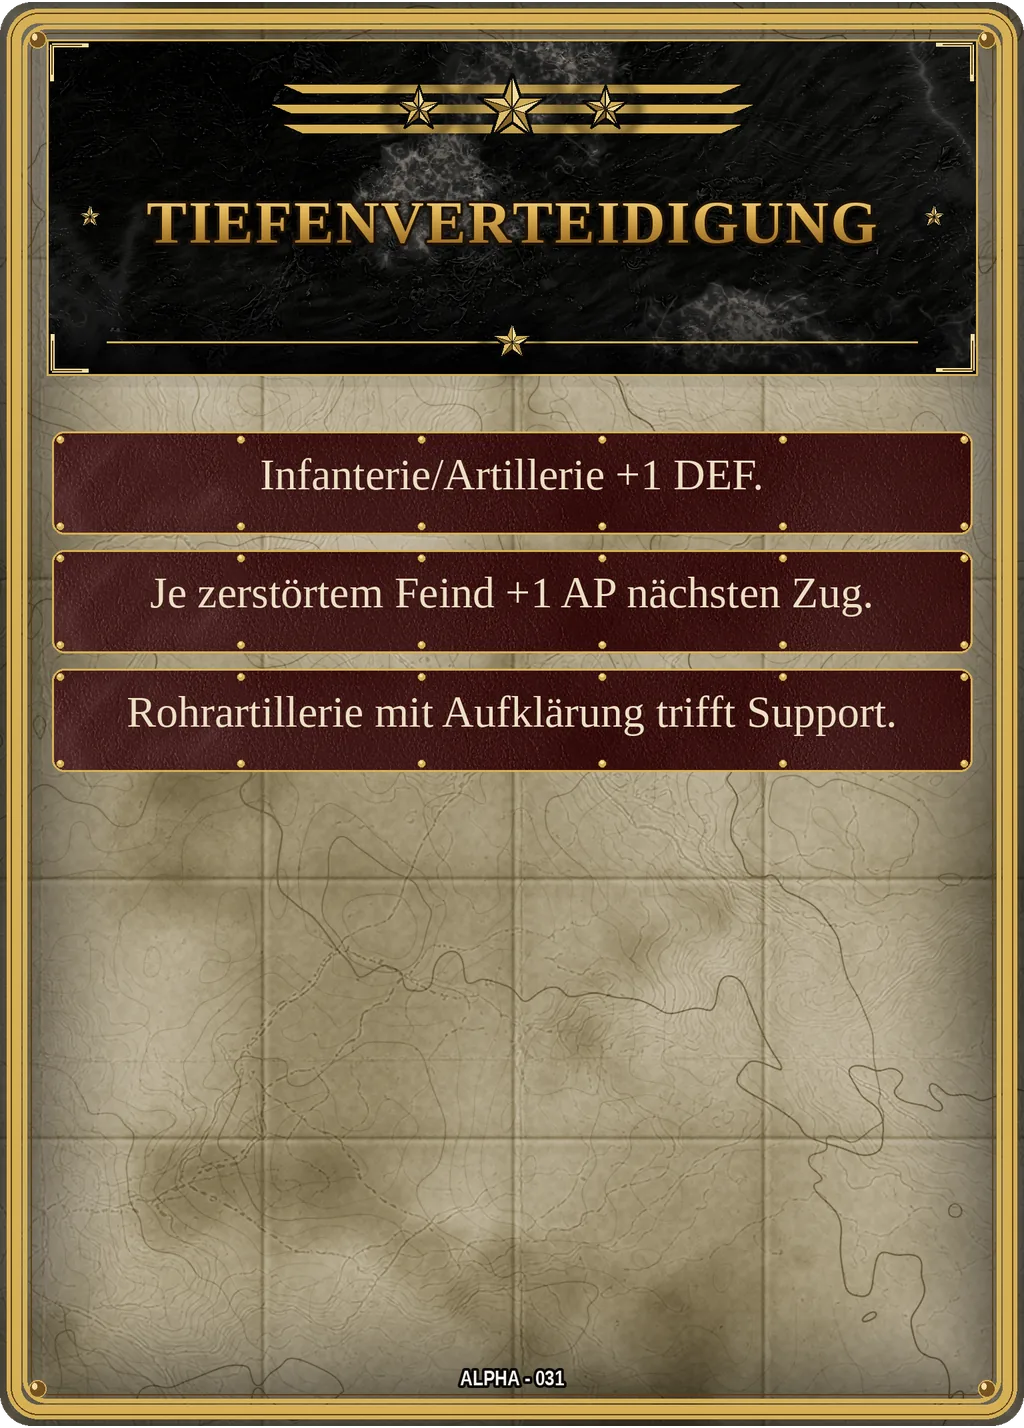 TIEFENVERTEIDIGUNG
Infanterie/Artillerie +1 DEF.
Je zerstörtem Feind +1 AP nächsten Zug.
Rohrartillerie mit Aufklärung trifft Support.
ALPHA - 031